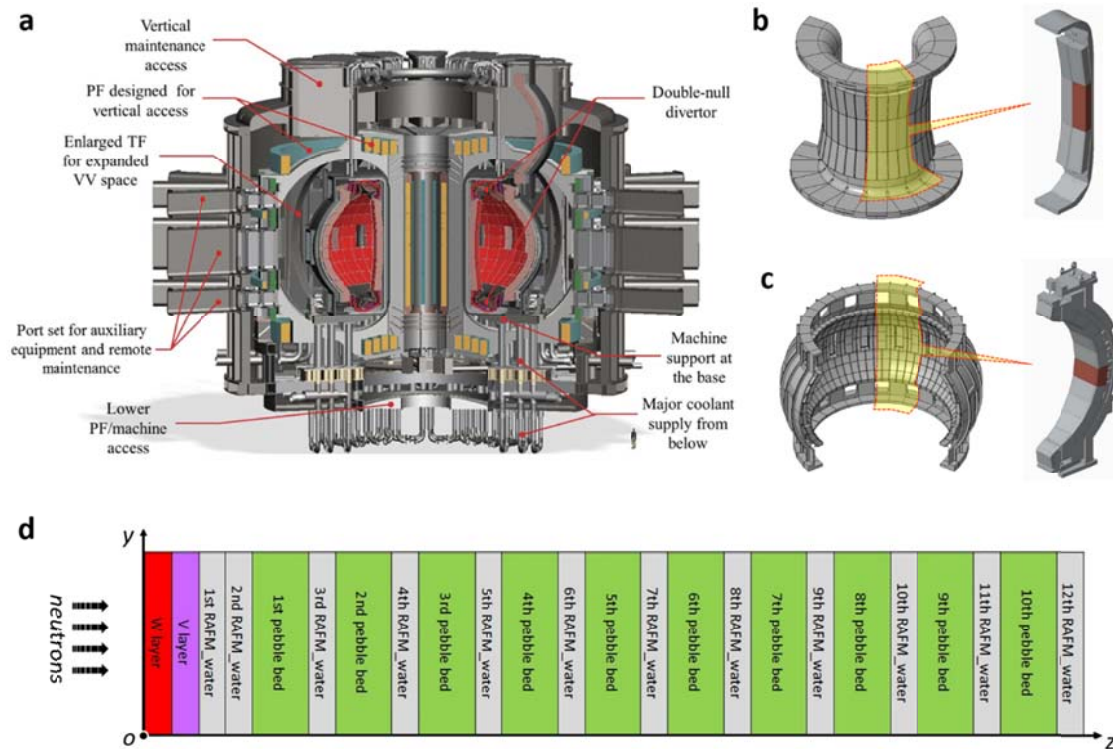 a
Vertical
maintenance
access
PF designed for
vertical access
Enlarged TF
for expanded
VV space
Port set for auxiliary
equipment and remote
maintenance
Lower
PF/machine
access
Double-null
divertor
Machine
support at
the base
Major coolant
supply from
below
b
c
d
y
neutrons
W layer
V layer
1st RAFM_water
2nd RAFM_water
1st pebble bed
3rd RAFM_water
2nd pebble bed
4th RAFM_water
3rd pebble bed
5th RAFM_water
4th pebble bed
6th RAFM_water
5th pebble bed
7th RAFM_water
6th pebble bed
8th RAFM_water
7th pebble bed
9th RAFM_water
8th pebble bed
10th RAFM_water
9th pebble bed
11th RAFM_water
10th pebble bed
12th RAFM_water
o
z